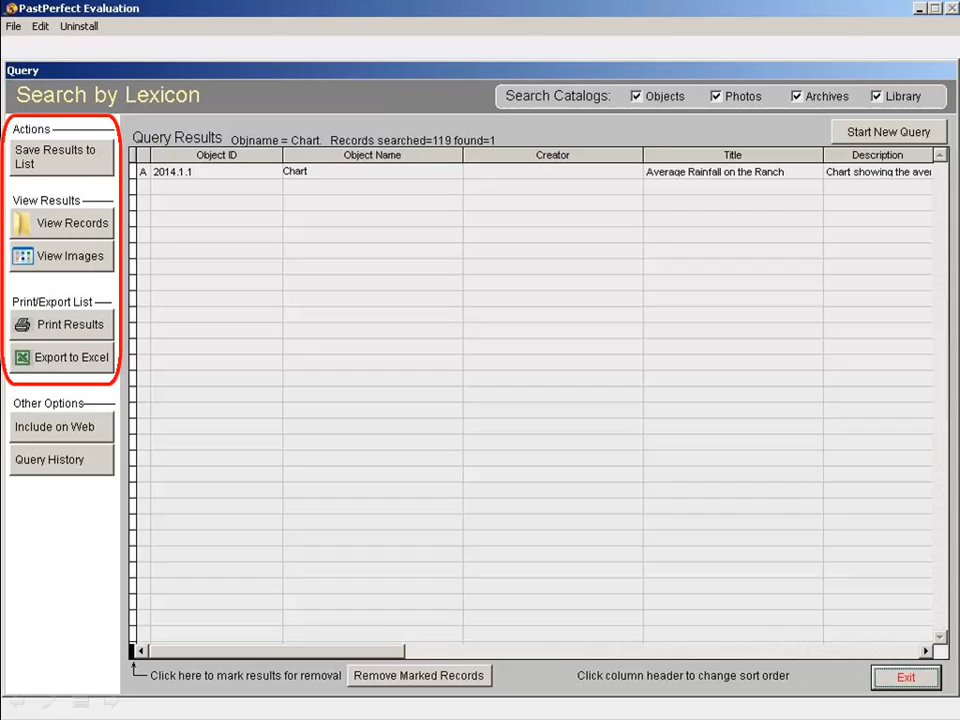 PastPerfect Evaluation
File Edit Uninstall
Query
Search by Lexicon
Search Catalogs: Objects Photos Archives Library
Actions
Save Results to
List
View Results
View Records
View Images
Print/Export List
Print Results
Export to Excel
Other Options
Include on Web
Query History
Query Results Objname = Chart. Records searched=119 found=1
Start New Query
Object ID Object Name Creator Title Description
A 2014.1.1 Chart Average Rainfall on the Ranch Chart showing the aver
Click here to mark results for removal Remove Marked Records Click column header to change sort order Exit